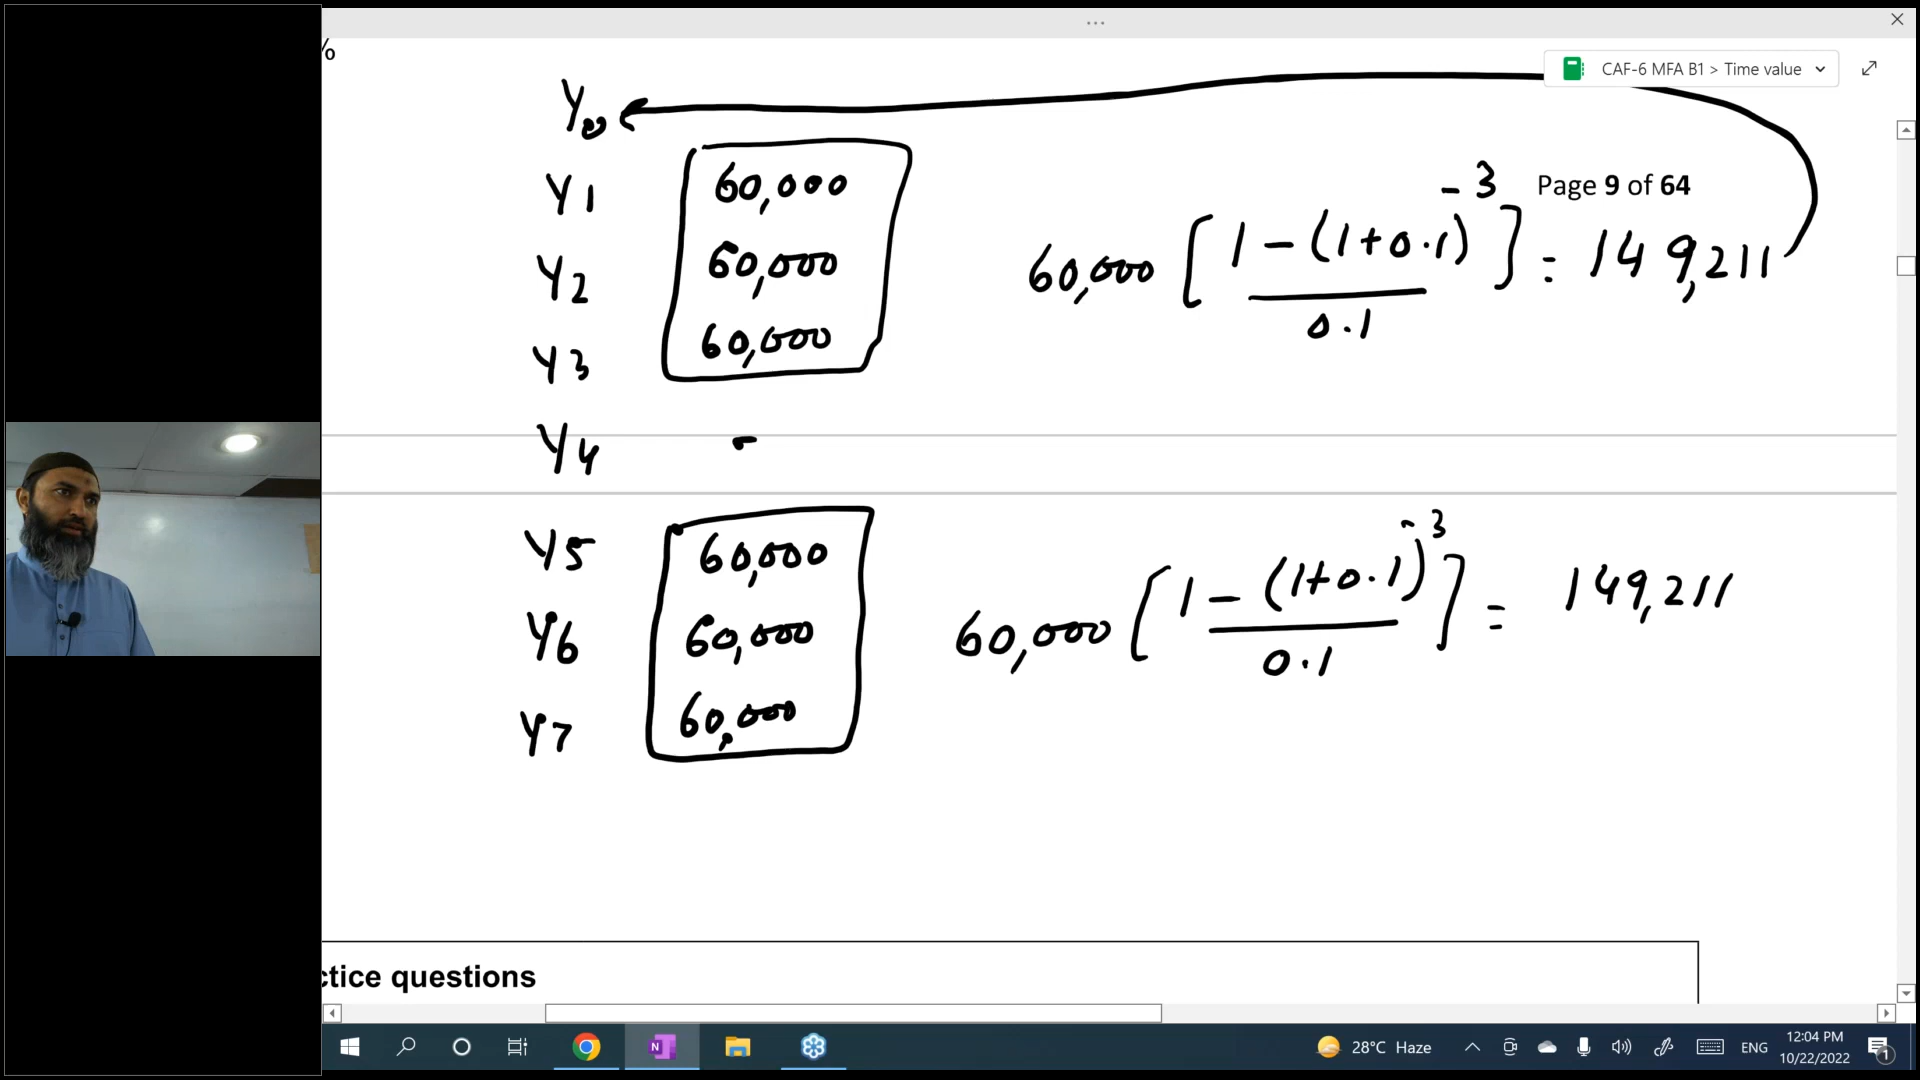 %
CAF-6 MFA B1 > Time value
Y0
Y1 60,000
Page 9 of 64
60,000 [ 1 - (1+0.1)^-3 / 0.1 ] = 149,211
Y2 60,000
Y3 60,000
Y4 -
Y5 60,000
60,000 [ 1 - (1+0.1)^-3 / 0.1 ] = 149,211
Y6 60,000
Y7 60,000
ctice questions
28°C Haze
ENG
12:04 PM
10/22/2022
1